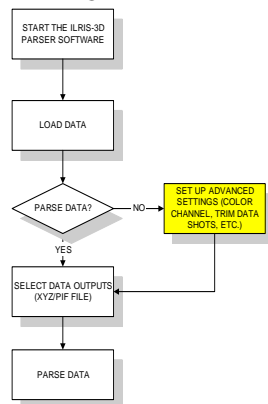 START THE ILRIS-3D
PARSER SOFTWARE
LOAD DATA
PARSE DATA?
NO
SET UP ADVANCED
SETTINGS (COLOR
CHANNEL, TRIM DATA
SHOTS, ETC.)
YES
SELECT DATA OUTPUTS
(XYZ/PIF FILE)
PARSE DATA